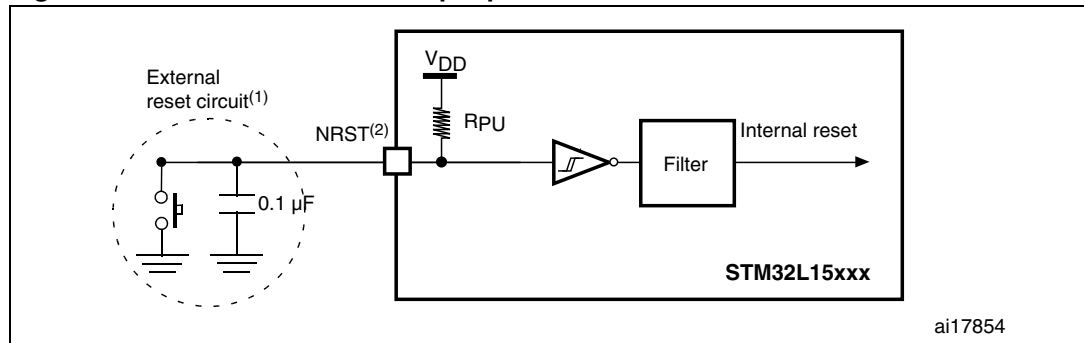 External
reset circuit(1)
NRST(2)
VDD
RPU
0.1 µF
Filter
Internal reset
STM32L15xxx
ai17854